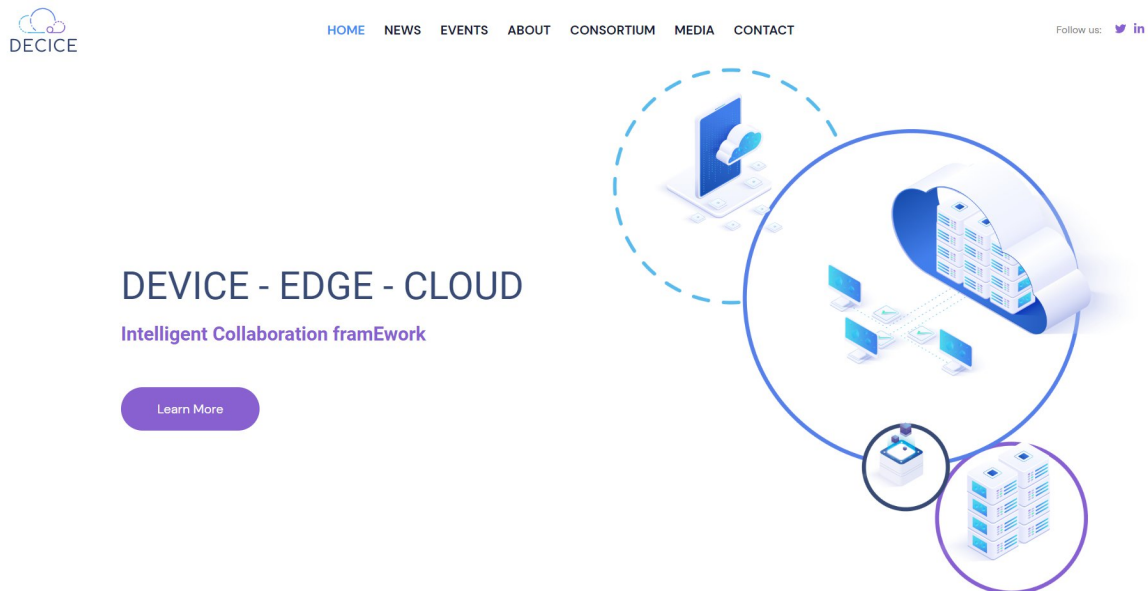 DECICE
HOME NEWS EVENTS ABOUT CONSORTIUM MEDIA CONTACT
Follow us:
DEVICE - EDGE - CLOUD
Intelligent Collaboration framEwork
Learn More